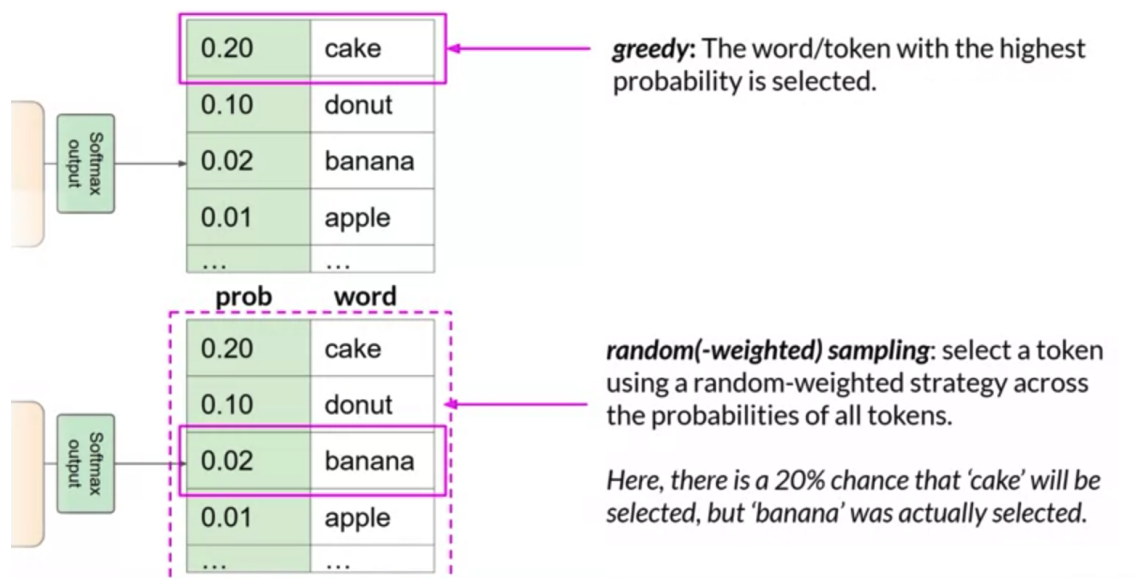 0.20 cake
greedy: The word/token with the highest
probability is selected.
0.10 donut
Softmax
output
0.02 banana
0.01 apple
... ...
prob word
0.20 cake
random(-weighted) sampling: select a token
using a random-weighted strategy across
the probabilities of all tokens.
0.10 donut
Softmax
output
0.02 banana
Here, there is a 20% chance that ‘cake’ will be
selected, but ‘banana’ was actually selected.
0.01 apple
... ...